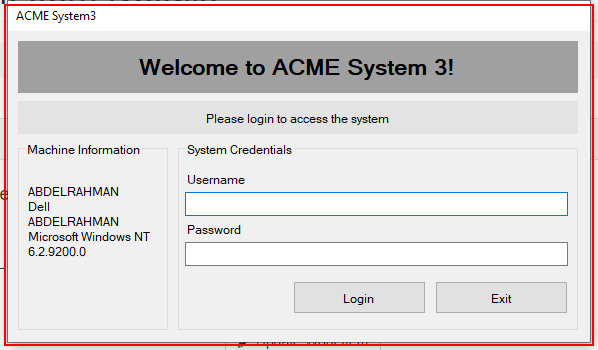 ACME System3
Welcome to ACME System 3!
Please login to access the system
Machine Information
ABDELRAHMAN
Dell
ABDELRAHMAN
Microsoft Windows NT
6.2.9200.0
System Credentials
Username
Password
Login
Exit